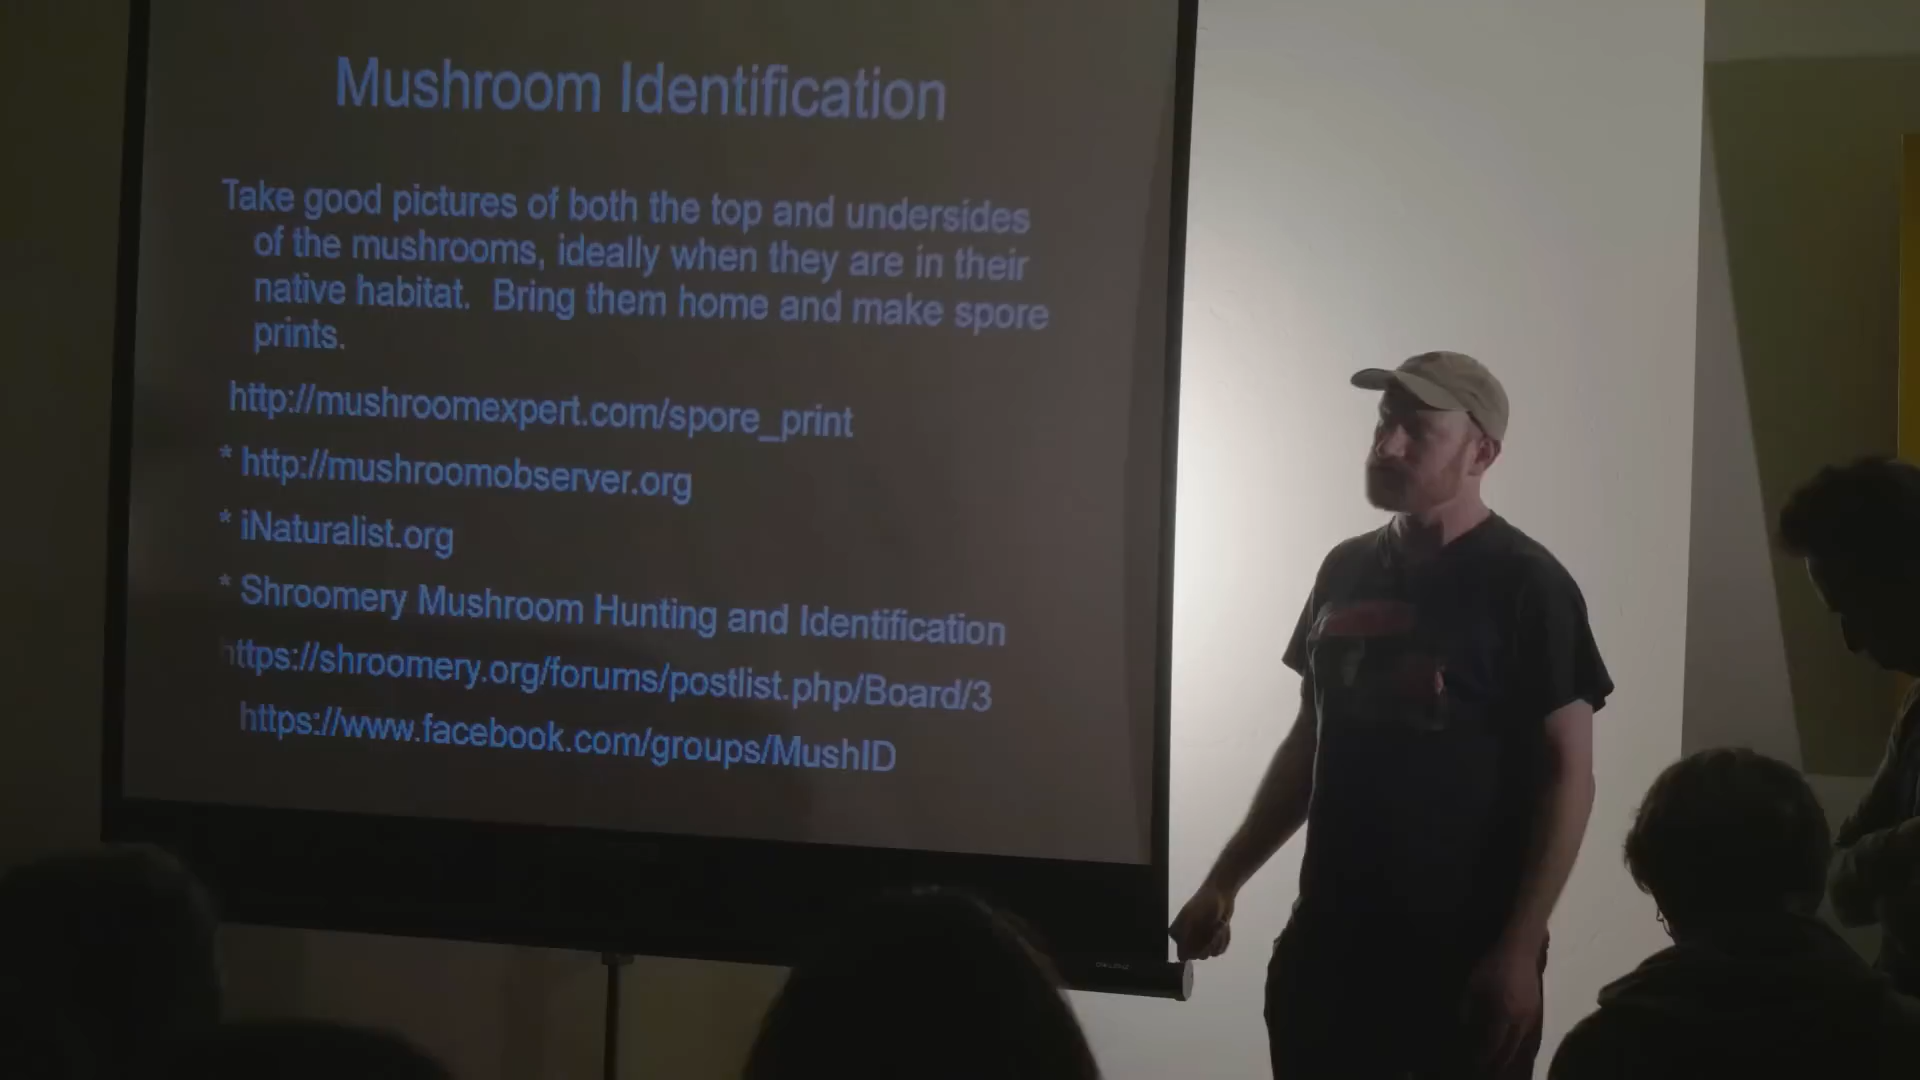 Mushroom Identification
Take good pictures of both the top and undersides
of the mushrooms, ideally when they are in their
native habitat. Bring them home and make spore
prints.
http://mushroomexpert.com/spore_print
* http://mushroomobserver.org
* iNaturalist.org
* Shroomery Mushroom Hunting and Identification
https://shroomery.org/forums/postlist.php/Board/3
https://www.facebook.com/groups/MushID